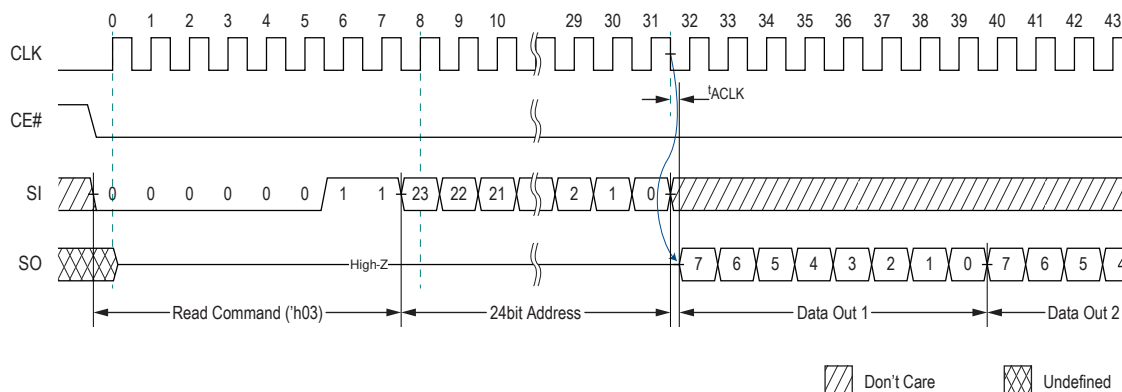 0 1 2 3 4 5 6 7 8 9 10 29 30 31 32 33 34 35 36 37 38 39 40 41 42 43
CLK
tACLK
CE#
SI 0 0 0 0 0 0 1 1 23 22 21 2 1 0
SO High-Z 7 6 5 4 3 2 1 0 7 6 5 4
Read Command ('h03) 24bit Address Data Out 1 Data Out 2
Don't Care Undefined